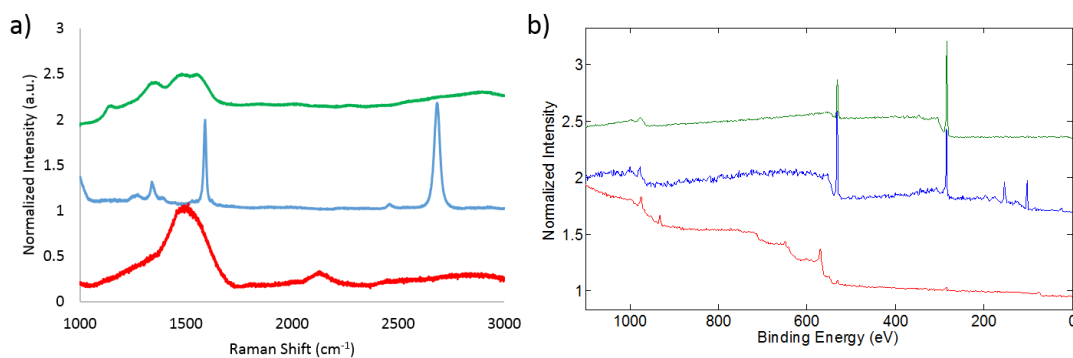 a)
3
2.5
2
1.5
1
0.5
0
1000 1500 2000 2500 3000
Normalized Intensity (a.u.)
Raman Shift (cm⁻¹)
b)
3
2.5
2
1.5
1
1000 800 600 400 200 0
Normalized Intensity
Binding Energy (eV)